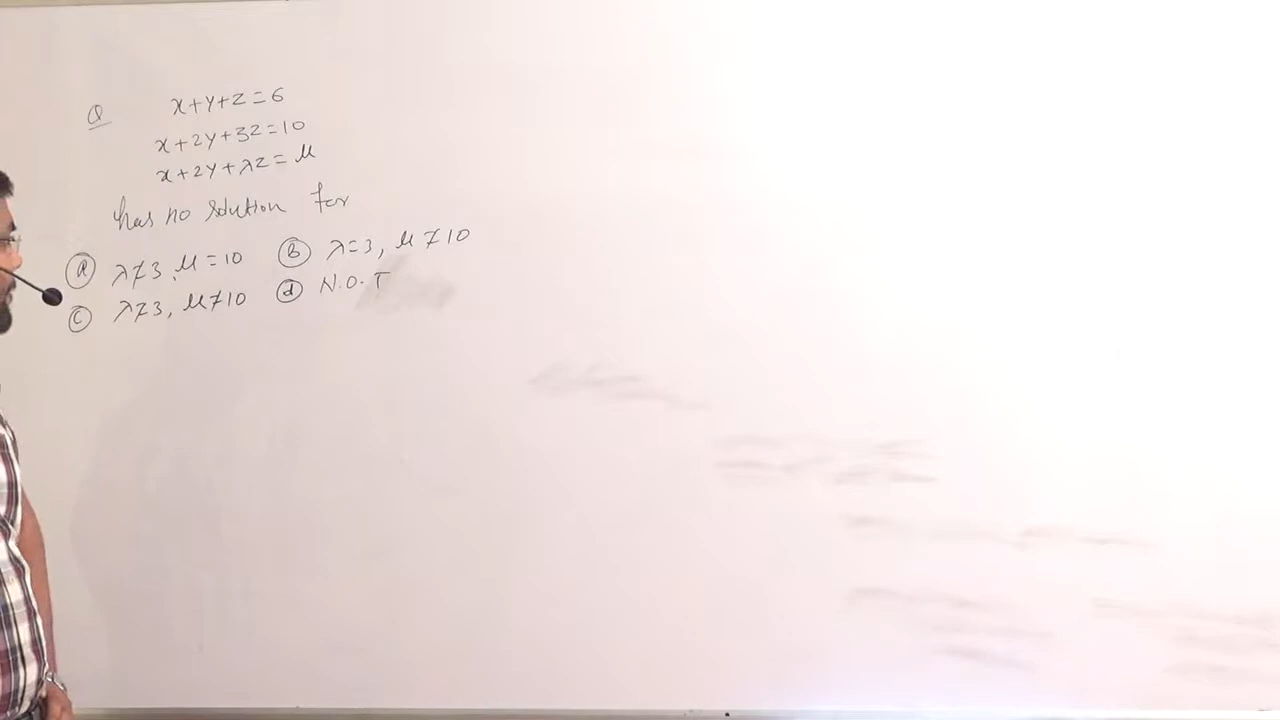 Q x+y+z=6
x+2y+3z=10
x+2y+λz=μ
has no solution for
(A) λ≠3, μ=10 (B) λ=3, μ≠10
(C) λ≠3, μ≠10 (d) N.O.T